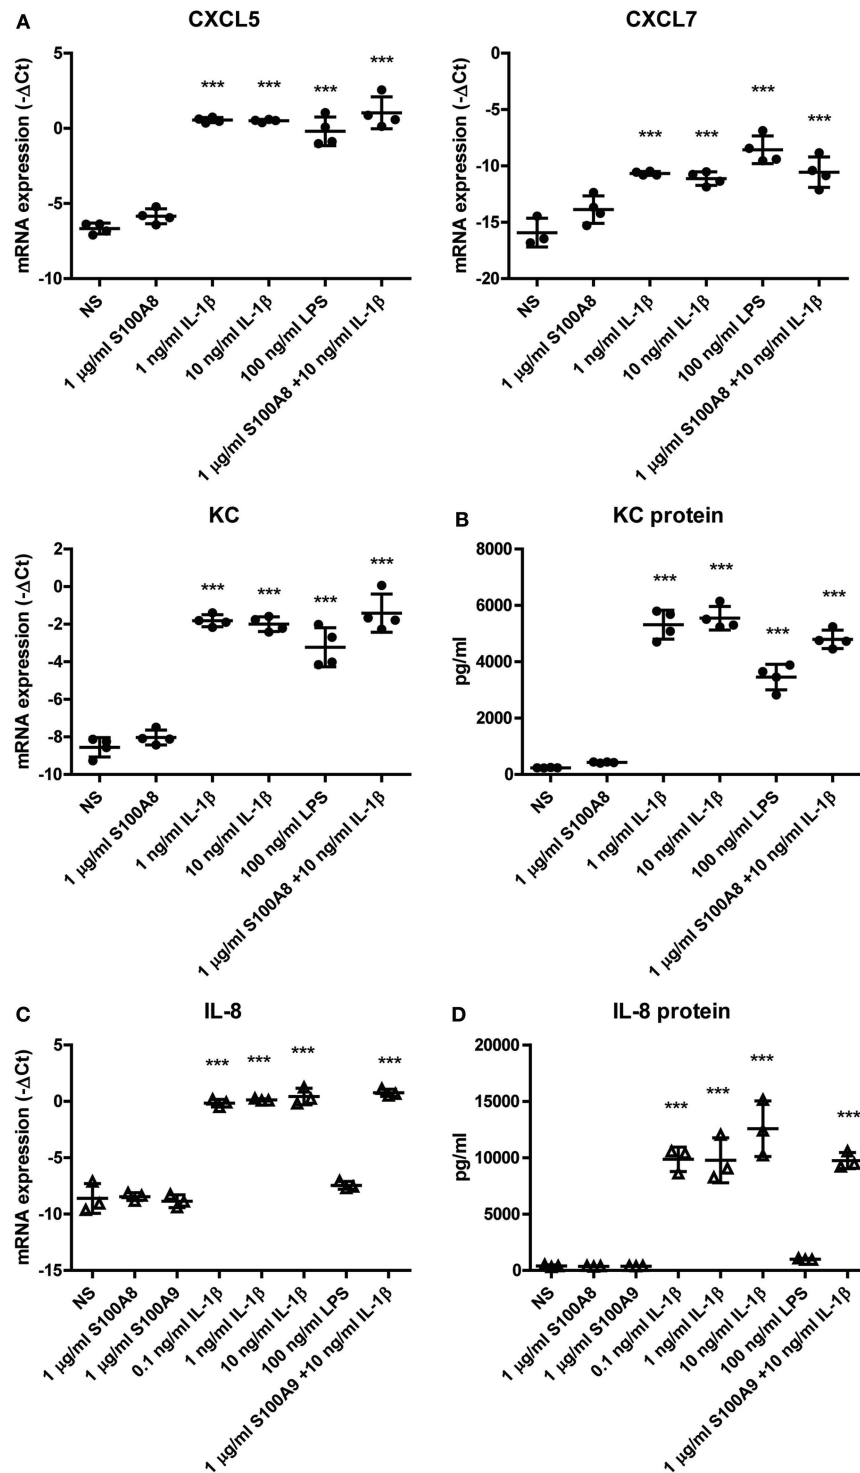 A
CXCL5
mRNA expression (-ΔCt)
5
0
-5
-10
***
***
***
***
NS
1 µg/ml S100A8
1 ng/ml IL-1β
10 ng/ml IL-1β
100 ng/ml LPS
1 µg/ml S100A8 +10 ng/ml IL-1β
CXCL7
mRNA expression (-ΔCt)
0
-5
-10
-15
-20
***
***
***
***
NS
1 µg/ml S100A8
1 ng/ml IL-1β
10 ng/ml IL-1β
100 ng/ml LPS
1 µg/ml S100A8 +10 ng/ml IL-1β
KC
mRNA expression (-ΔCt)
2
0
-2
-4
-6
-8
-10
***
***
***
***
NS
1 µg/ml S100A8
1 ng/ml IL-1β
10 ng/ml IL-1β
100 ng/ml LPS
1 µg/ml S100A8 +10 ng/ml IL-1β
B
KC protein
pg/ml
8000
6000
4000
2000
0
***
***
***
***
NS
1 µg/ml S100A8
1 ng/ml IL-1β
10 ng/ml IL-1β
100 ng/ml LPS
1 µg/ml S100A8 +10 ng/ml IL-1β
C
IL-8
mRNA expression (-ΔCt)
5
0
-5
-10
-15
***
***
***
***
NS
1 µg/ml S100A8
1 µg/ml S100A9
0.1 ng/ml IL-1β
1 ng/ml IL-1β
10 ng/ml IL-1β
100 ng/ml LPS
1 µg/ml S100A9 +10 ng/ml IL-1β
D
IL-8 protein
pg/ml
20000
15000
10000
5000
0
***
***
***
***
NS
1 µg/ml S100A8
1 µg/ml S100A9
0.1 ng/ml IL-1β
1 ng/ml IL-1β
10 ng/ml IL-1β
100 ng/ml LPS
1 µg/ml S100A9 +10 ng/ml IL-1β